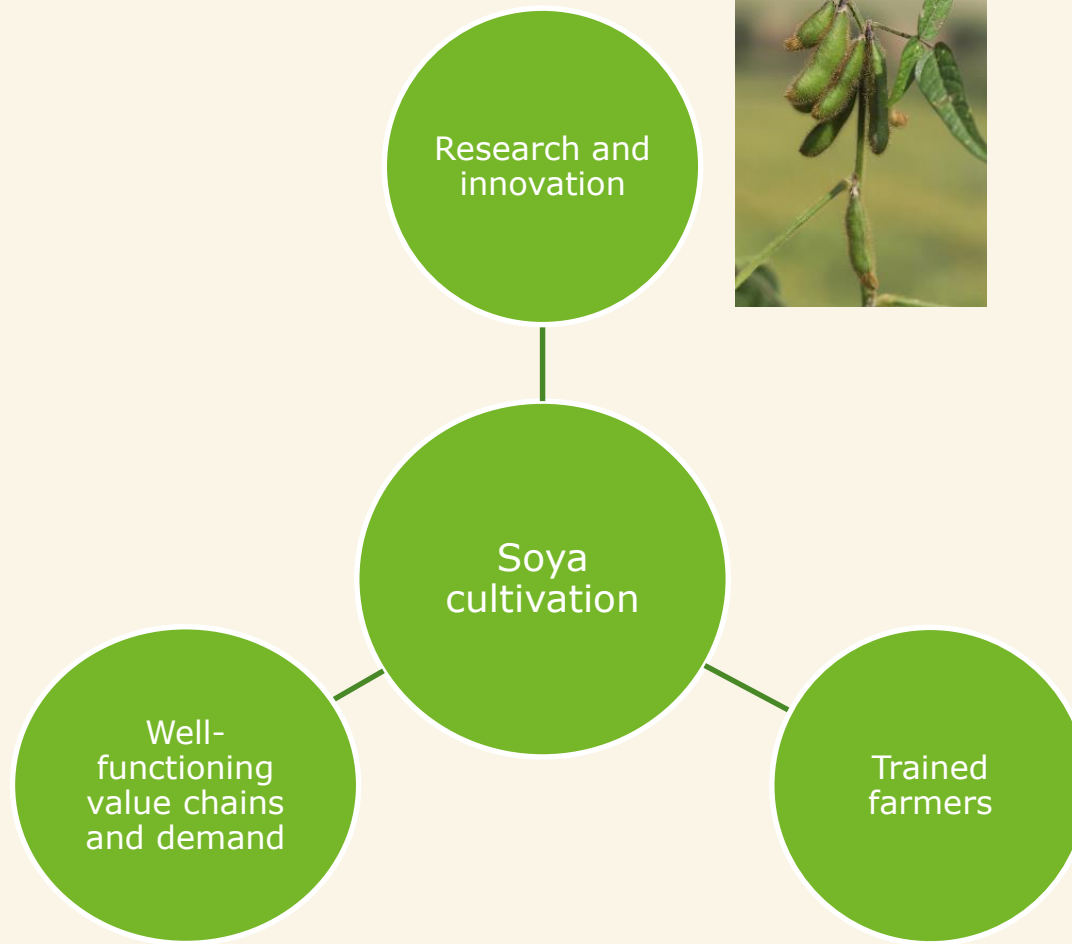 Research and
innovation
Soya
cultivation
Well-
functioning
value chains
and demand
Trained
farmers